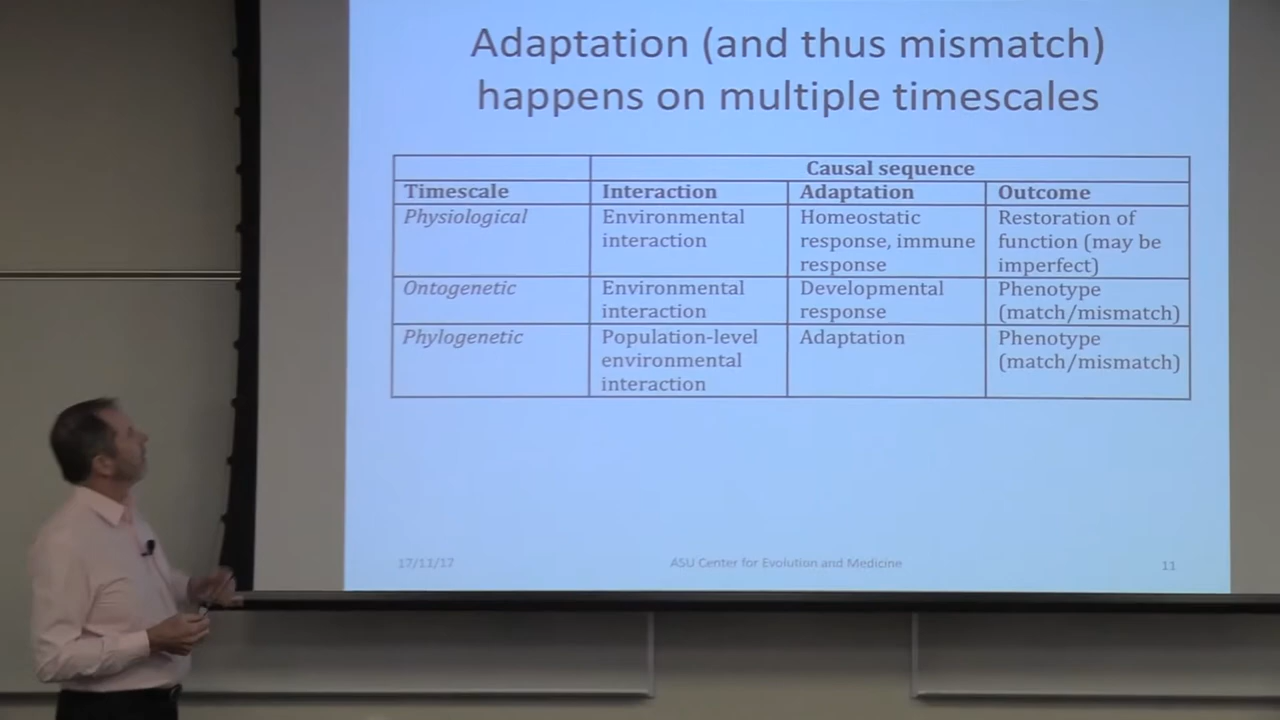 Adaptation (and thus mismatch)
happens on multiple timescales
Causal sequence
Timescale Interaction Adaptation Outcome
Physiological Environmental Homeostatic Restoration of
interaction response, immune function (may be
response imperfect)
Ontogenetic Environmental Developmental Phenotype
interaction response (match/mismatch)
Phylogenetic Population-level Adaptation Phenotype
environmental (match/mismatch)
interaction
17/11/17 ASU Center for Evolution and Medicine 11